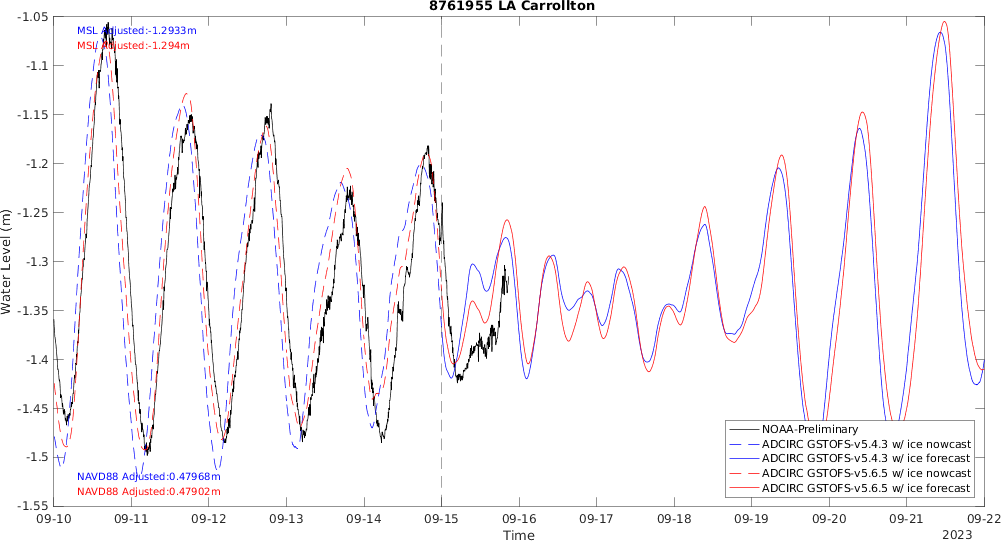 8761955 LA Carrollton
MSL Adjusted:-1.2933m
MSL Adjusted:-1.294m
-1.05
-1.1
-1.15
-1.2
-1.25
-1.3
-1.35
-1.4
-1.45
-1.5
-1.55
Water Level (m)
NAVD88 Adjusted:0.47968m
NAVD88 Adjusted:0.47902m
NOAA-Preliminary
ADCIRC GSTOFS-v5.4.3 w/ ice nowcast
ADCIRC GSTOFS-v5.4.3 w/ ice forecast
ADCIRC GSTOFS-v5.6.5 w/ ice nowcast
ADCIRC GSTOFS-v5.6.5 w/ ice forecast
09-10 09-11 09-12 09-13 09-14 09-15 09-16 09-17 09-18 09-19 09-20 09-21 09-22
Time
2023